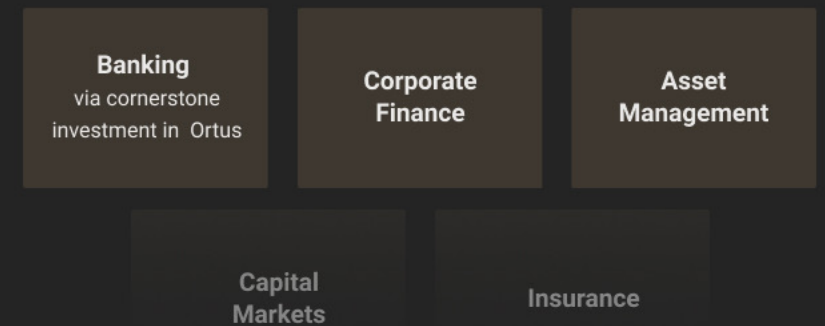 Banking
via cornerstone
investment in Ortus
Corporate
Finance
Asset
Management
Capital
Markets
Insurance